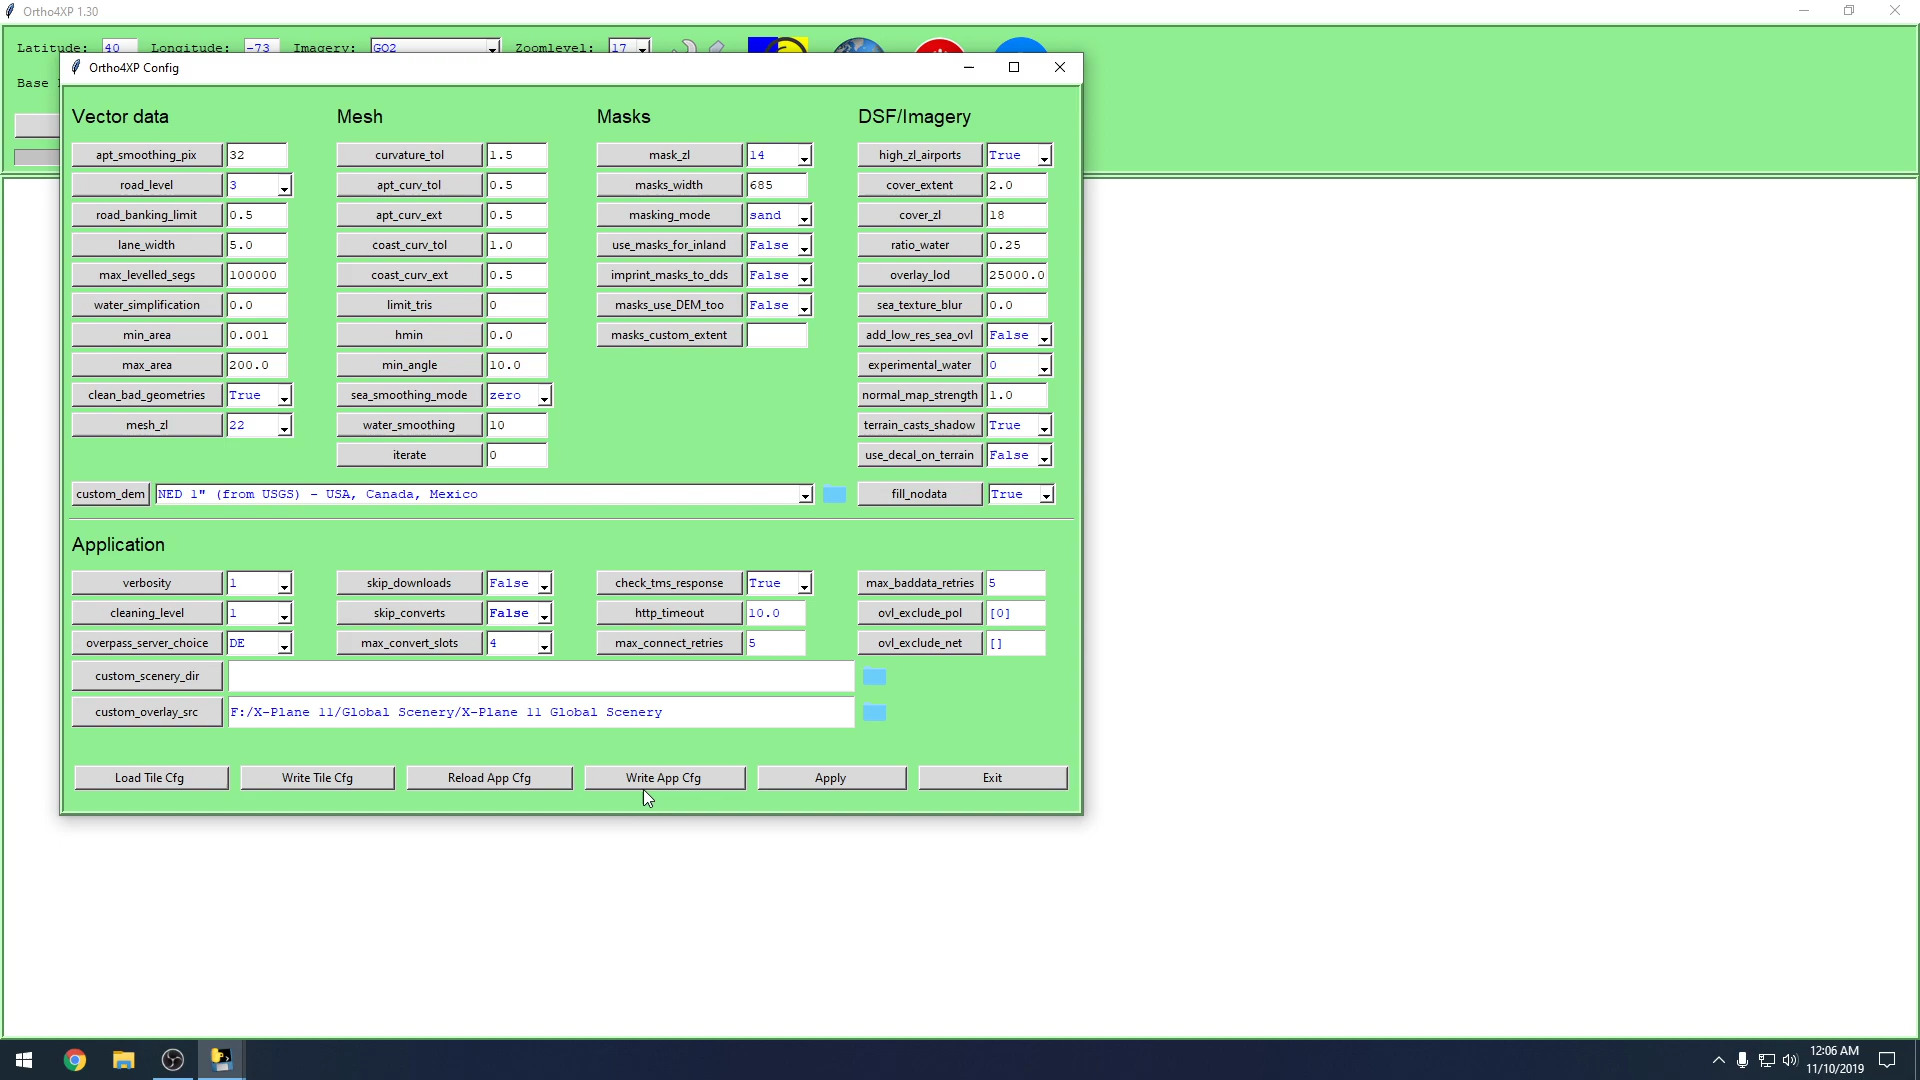 Ortho4XP 1.30
Latitude: 40 Longitude: -73 Imagery: GO2 Zoomlevel: 17
Base
Ortho4XP Config
Vector data Mesh Masks DSF/Imagery
apt_smoothing_pix 32 curvature_tol 1.5 mask_zl 14 high_zl_airports True
road_level 3 apt_curv_tol 0.5 masks_width 685 cover_extent 2.0
road_banking_limit 0.5 apt_curv_ext 0.5 masking_mode sand cover_zl 18
lane_width 5.0 coast_curv_tol 1.0 use_masks_for_inland False ratio_water 0.25
max_levelled_segs 100000 coast_curv_ext 0.5 imprint_masks_to_dds False overlay_lod 25000.0
water_simplification 0.0 limit_tris 0 masks_use_DEM_too False sea_texture_blur 0.0
min_area 0.001 hmin 0.0 masks_custom_extent add_low_res_sea_ovl False
max_area 200.0 min_angle 10.0 experimental_water 0
clean_bad_geometries True sea_smoothing_mode zero normal_map_strength 1.0
mesh_zl 22 water_smoothing 10 terrain_casts_shadow True
iterate 0 use_decal_on_terrain False
custom_dem NED 1" (from USGS) - USA, Canada, Mexico fill_nodata True
Application
verbosity 1 skip_downloads False check_tms_response True max_baddata_retries 5
cleaning_level 1 skip_converts False http_timeout 10.0 ovl_exclude_pol [0]
overpass_server_choice DE max_convert_slots 4 max_connect_retries 5 ovl_exclude_net []
custom_scenery_dir
custom_overlay_src F:/X-Plane 11/Global Scenery/X-Plane 11 Global Scenery
Load Tile Cfg Write Tile Cfg Reload App Cfg Write App Cfg Apply Exit
12:06 AM
11/10/2019